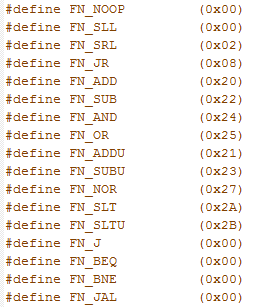 #define FN_NOOP (0x00)
#define FN_SLL (0x00)
#define FN_SRL (0x02)
#define FN_JR (0x08)
#define FN_ADD (0x20)
#define FN_SUB (0x22)
#define FN_AND (0x24)
#define FN_OR (0x25)
#define FN_ADDU (0x21)
#define FN_SUBU (0x23)
#define FN_NOR (0x27)
#define FN_SLT (0x2A)
#define FN_SLTU (0x2B)
#define FN_J (0x00)
#define FN_BEQ (0x00)
#define FN_BNE (0x00)
#define FN_JAL (0x00)